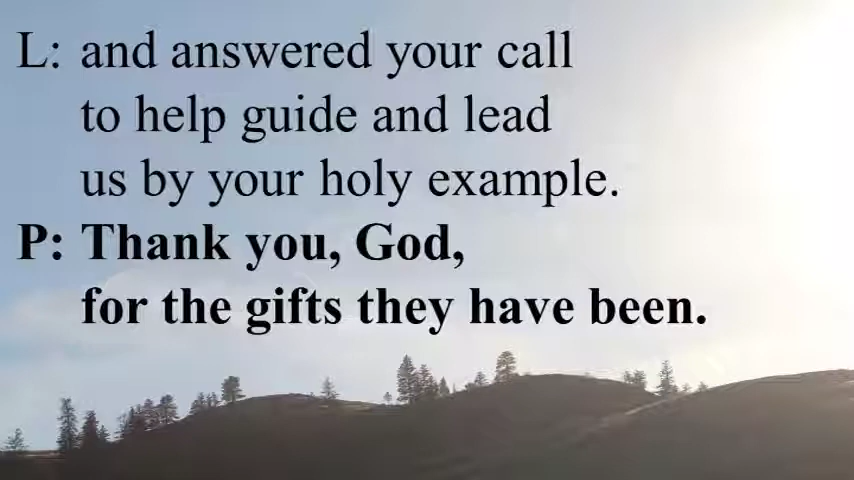 L: and answered your call
to help guide and lead
us by your holy example.
P: Thank you, God,
for the gifts they have been.